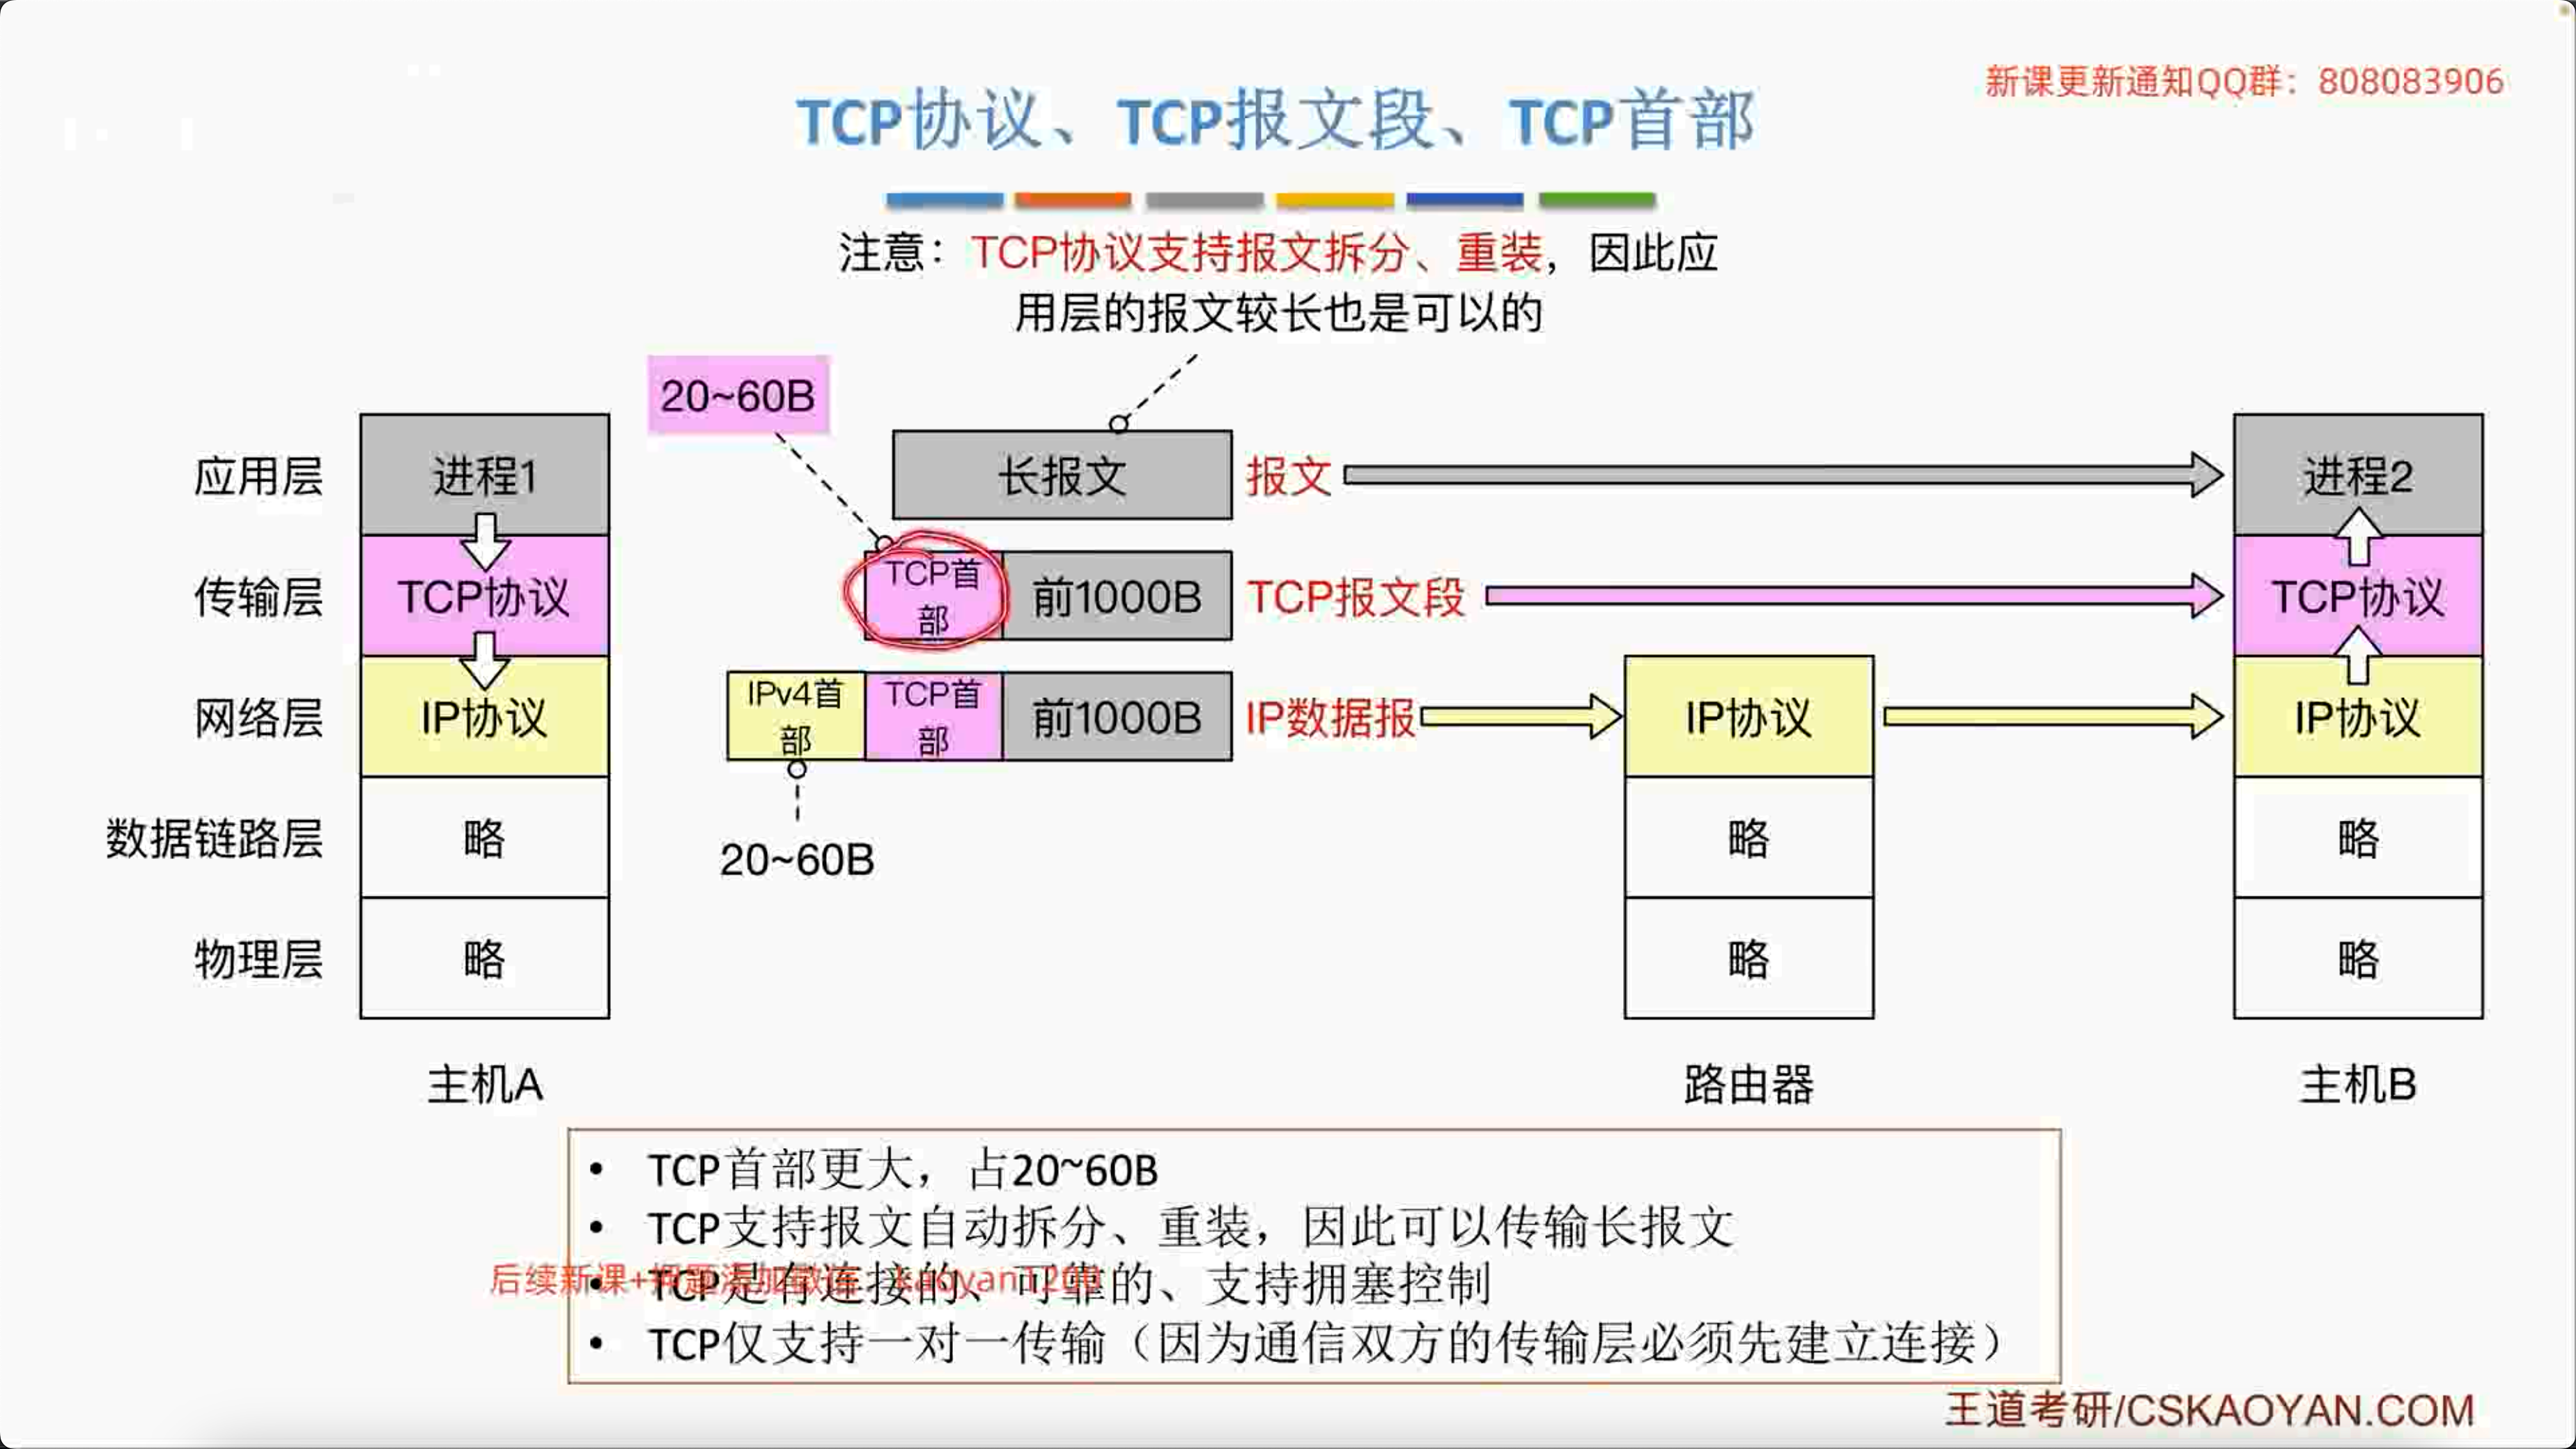 新课更新通知QQ群：808083906
TCP协议、TCP报文段、TCP首部
注意：TCP协议支持报文拆分、重装，因此应
用层的报文较长也是可以的
20~60B
应用层
进程1
长报文
报文
进程2
传输层
TCP协议
TCP首
部
前1000B
TCP报文段
TCP协议
网络层
IP协议
IPv4首
部
TCP首
部
前1000B
IP数据报
IP协议
IP协议
20~60B
数据链路层
略
略
略
物理层
略
略
略
主机A
路由器
主机B
• TCP首部更大，占20~60B
• TCP支持报文自动拆分、重装，因此可以传输长报文
• TCP是有连接的、可靠的、支持拥塞控制
后续新课+押题添加微信：kaoyan1200
• TCP仅支持一对一传输（因为通信双方的传输层必须先建立连接）
王道考研/CSKAOYAN.COM